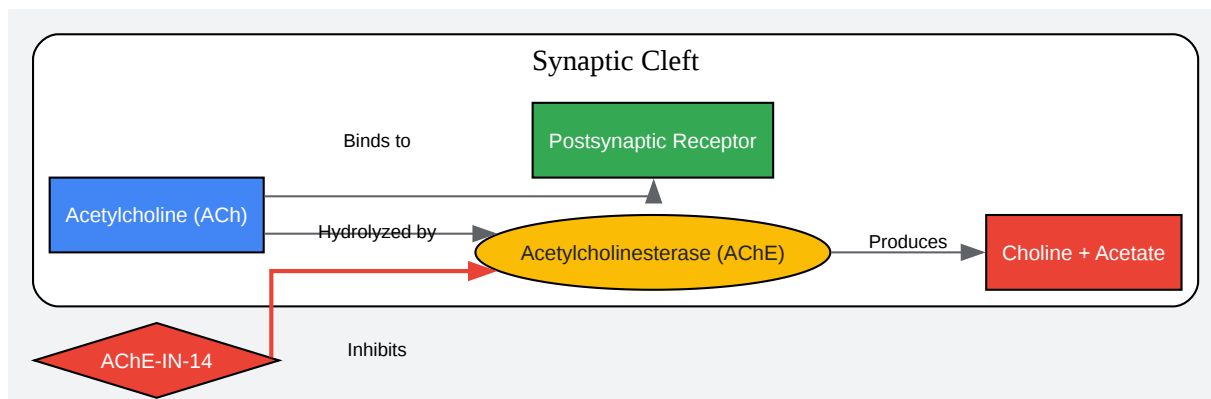 Synaptic Cleft
Binds to
Postsynaptic Receptor
Acetylcholine (ACh)
Hydrolyzed by
Acetylcholinesterase (AChE)
Produces
Choline + Acetate
AChE-IN-14
Inhibits